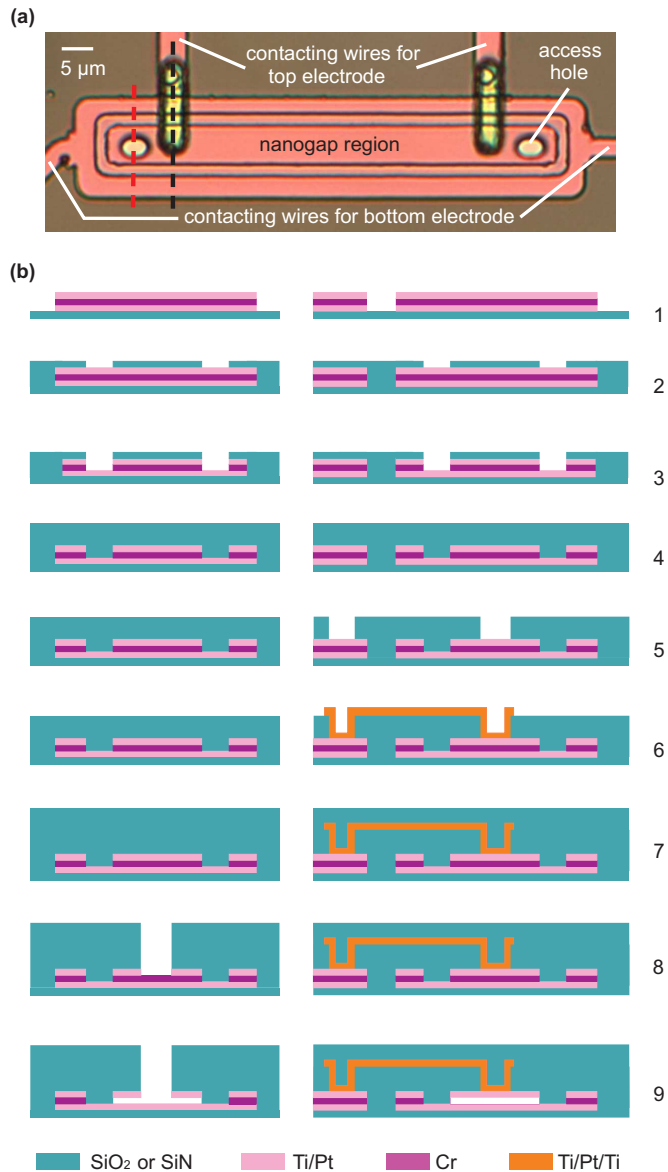 (a)
5 µm
contacting wires for
top electrode
access
hole
nanogap region
contacting wires for bottom electrode
(b)
1
2
3
4
5
6
7
8
9
SiO₂ or SiN
Ti/Pt
Cr
Ti/Pt/Ti